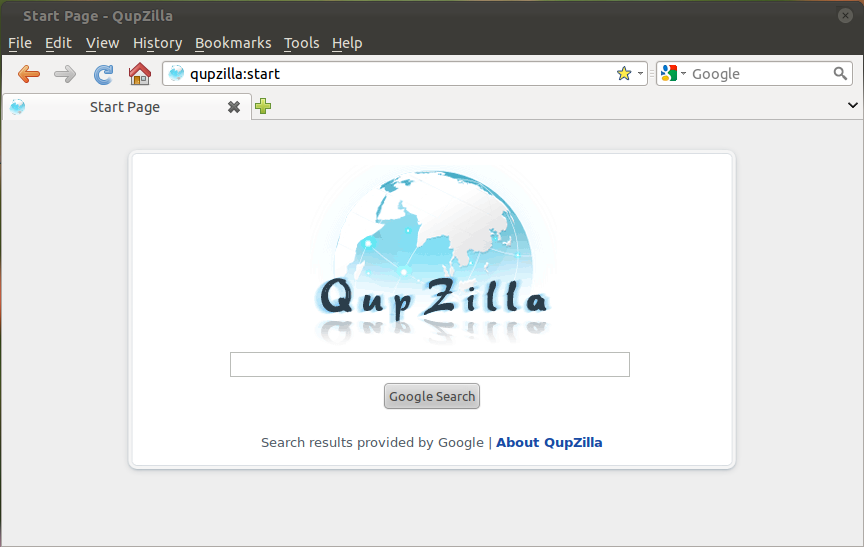 Start Page - QupZilla
File Edit View History Bookmarks Tools Help
qupzilla:start Google
Start Page
QupZilla
Google Search
Search results provided by Google | About QupZilla